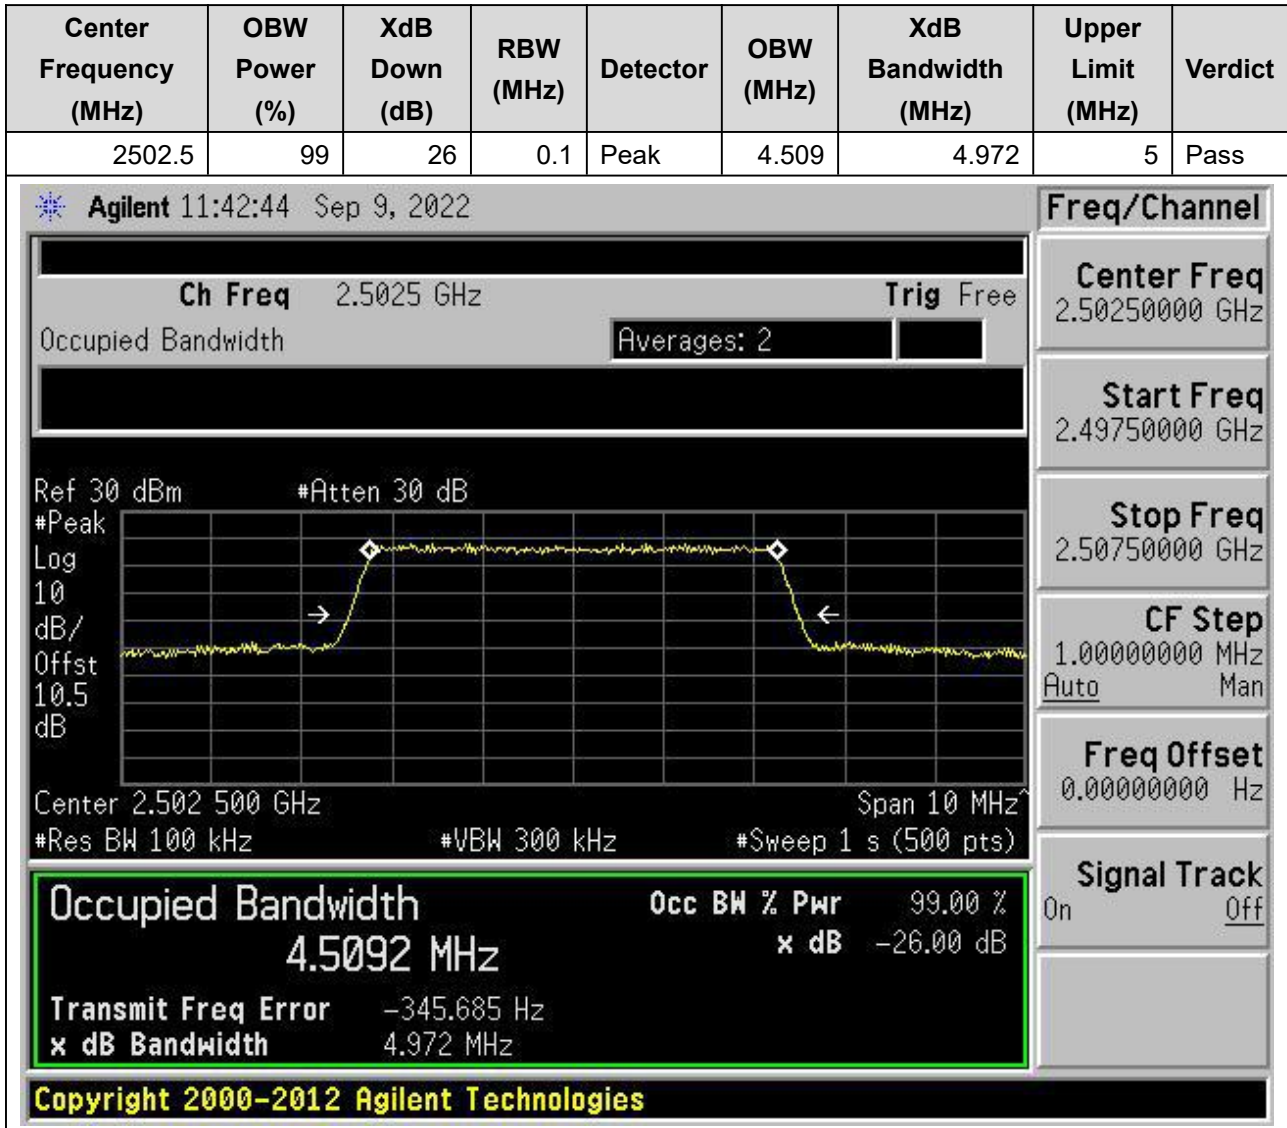 Center Frequency (MHz) OBW Power (%) XdB Down (dB) RBW (MHz) Detector OBW (MHz) XdB Bandwidth (MHz) Upper Limit (MHz) Verdict
2502.5 99 26 0.1 Peak 4.509 4.972 5 Pass
Agilent 11:42:44 Sep 9, 2022
Freq/Channel
Ch Freq 2.5025 GHz Trig Free
Occupied Bandwidth Averages: 2
Center Freq
2.50250000 GHz
Start Freq
2.49750000 GHz
Stop Freq
2.50750000 GHz
CF Step
1.00000000 MHz
Auto Man
Freq Offset
0.00000000 Hz
Signal Track
On Off
Ref 30 dBm #Atten 30 dB
#Peak
Log
10
dB/
Offst
10.5
dB
Center 2.502 500 GHz Span 10 MHz^
#Res BW 100 kHz #VBW 300 kHz #Sweep 1 s (500 pts)
Occupied Bandwidth Occ BW % Pwr 99.00 %
4.5092 MHz x dB -26.00 dB
Transmit Freq Error -345.685 Hz
x dB Bandwidth 4.972 MHz
Copyright 2000-2012 Agilent Technologies